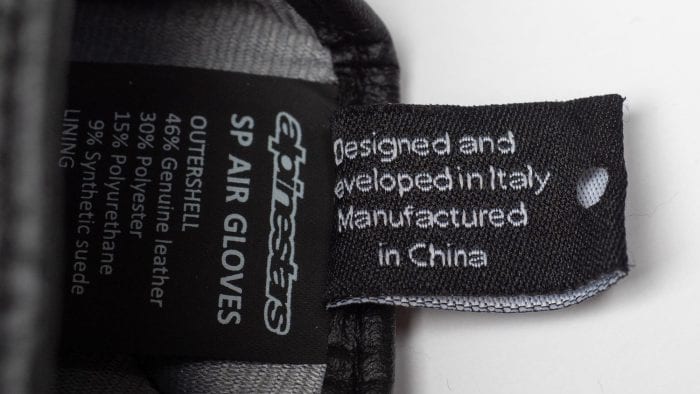 alpinestars
SP AIR GLOVES
OUTERSHELL
46% Genuine leather
30% Polyester
15% Polyurethane
9% Synthetic suede
LINING
Designed and
eveloped in Italy
Manufactured
in China